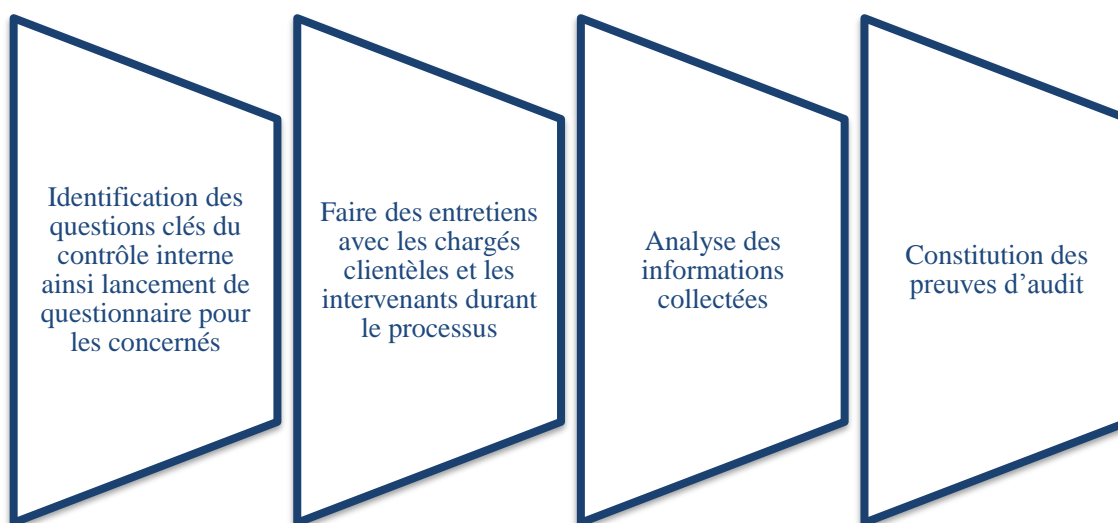 Identification des
questions clés du
contrôle interne
ainsi lancement de
questionnaire pour
les concernés
Faire des entretiens
avec les chargés
clientèles et les
intervenants durant
le processus
Analyse des
informations
collectées
Constitution des
preuves d’audit